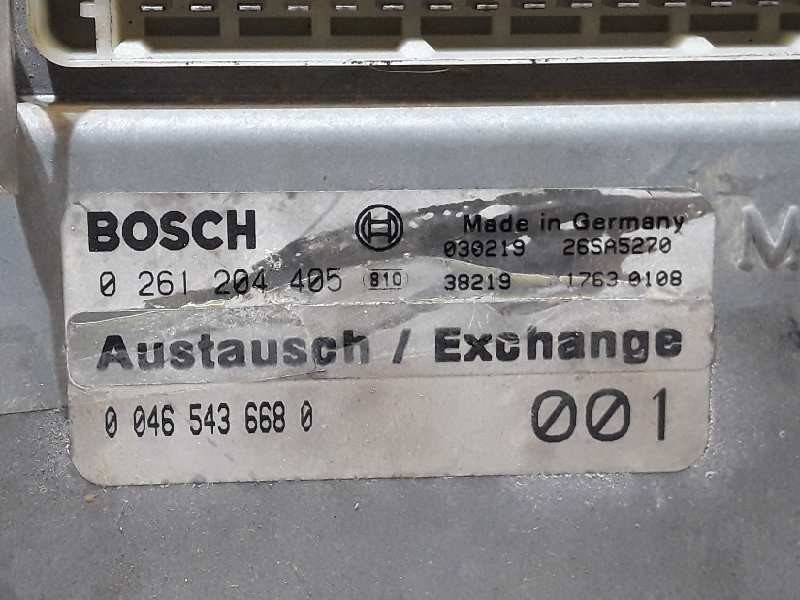 BOSCH Made in Germany
030219 26SA5270
0 261 204 405 810 38219 1763 0108
Austausch / Exchange
0 046 543 668 0 001
M